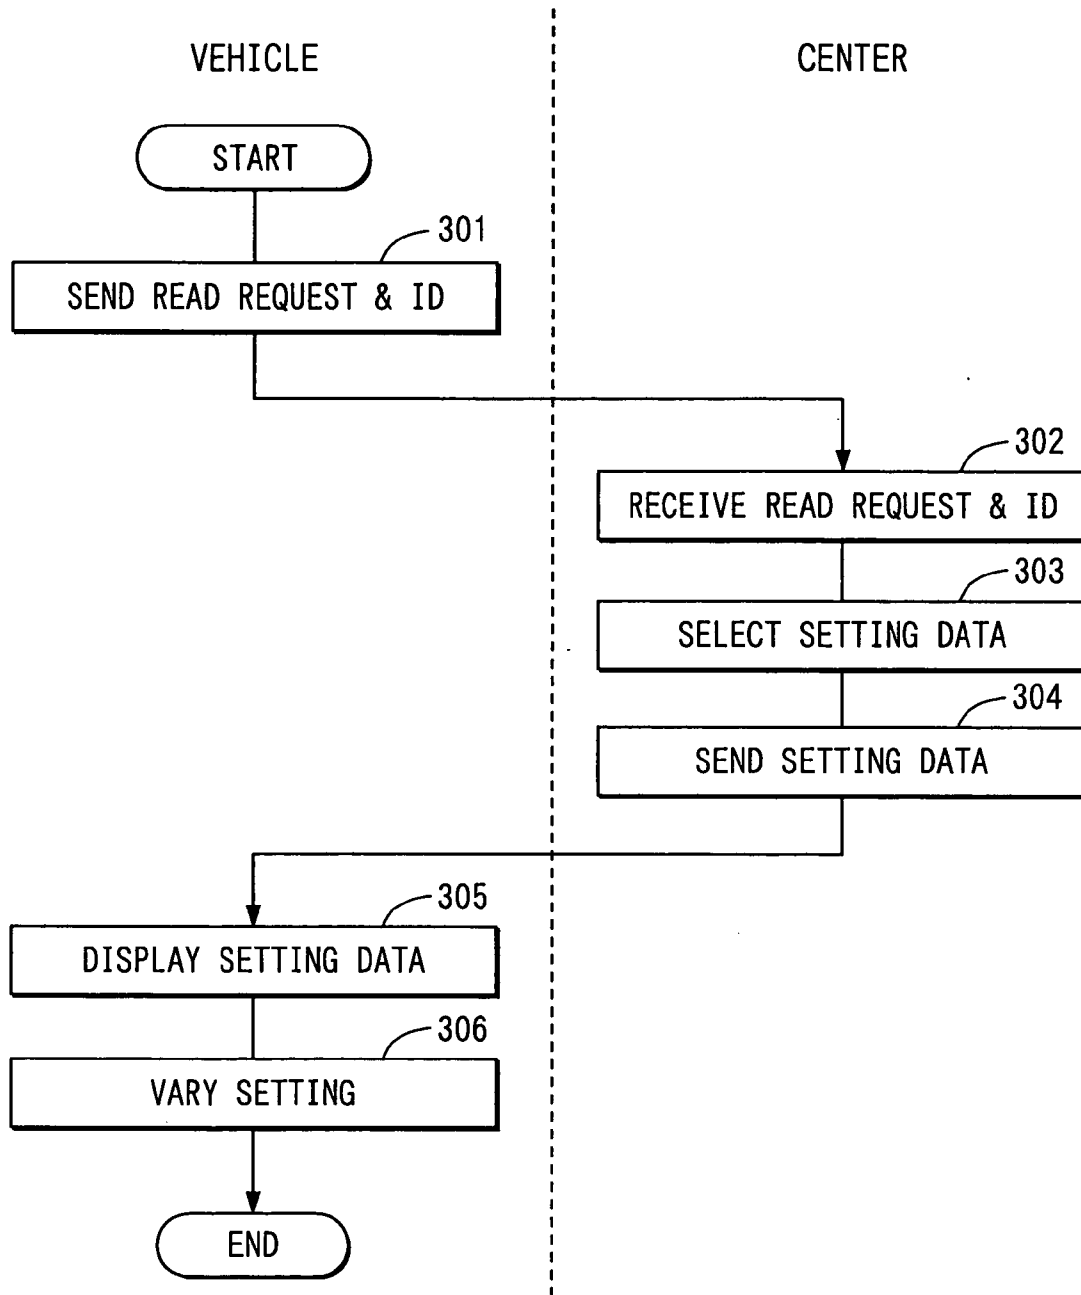 VEHICLE
CENTER
START
301
SEND READ REQUEST & ID
302
RECEIVE READ REQUEST & ID
303
SELECT SETTING DATA
304
SEND SETTING DATA
305
DISPLAY SETTING DATA
306
VARY SETTING
END